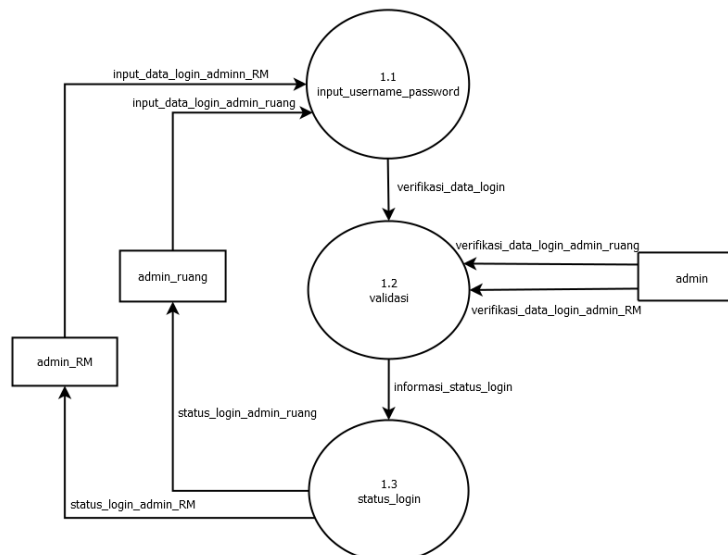 input_data_login_adminn_RM
input_data_login_admin_ruang
1.1
input_username_password
verifikasi_data_login
verifikasi_data_login_admin_ruang
admin
verifikasi_data_login_admin_RM
1.2
validasi
admin_ruang
admin_RM
informasi_status_login
status_login_admin_ruang
status_login_admin_RM
1.3
status_login